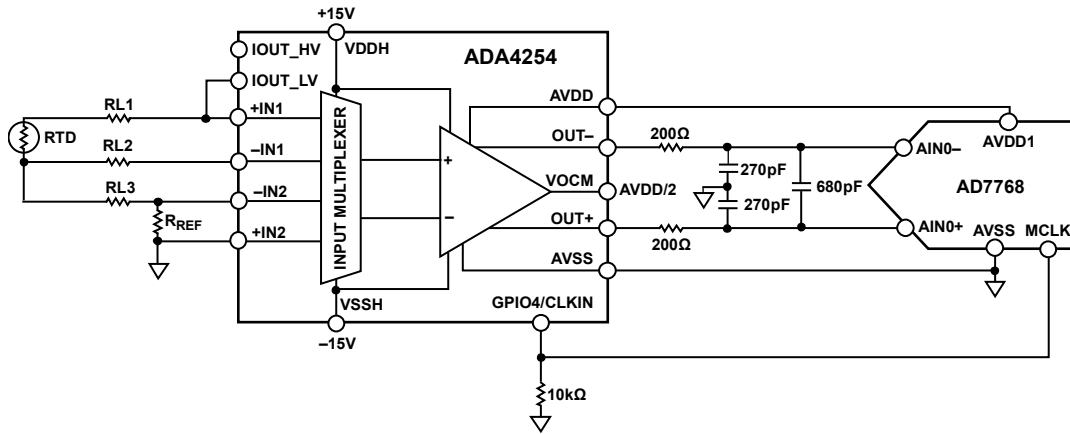 +15V
IOUT_HV
VDDH
ADA4254
IOUT_LV
AVDD
RL1
+IN1
OUT–
200Ω
AVDD1
RTD
INPUT MULTIPLEXER
AIN0–
RL2
–IN1
+
270pF
VOCM
AVDD/2
680pF
AD7768
RL3
–IN2
270pF
–
OUT+
RREF
200Ω
AIN0+
+IN2
AVSS
MCLK
AVSS
VSSH
GPIO4/CLKIN
–15V
10kΩ